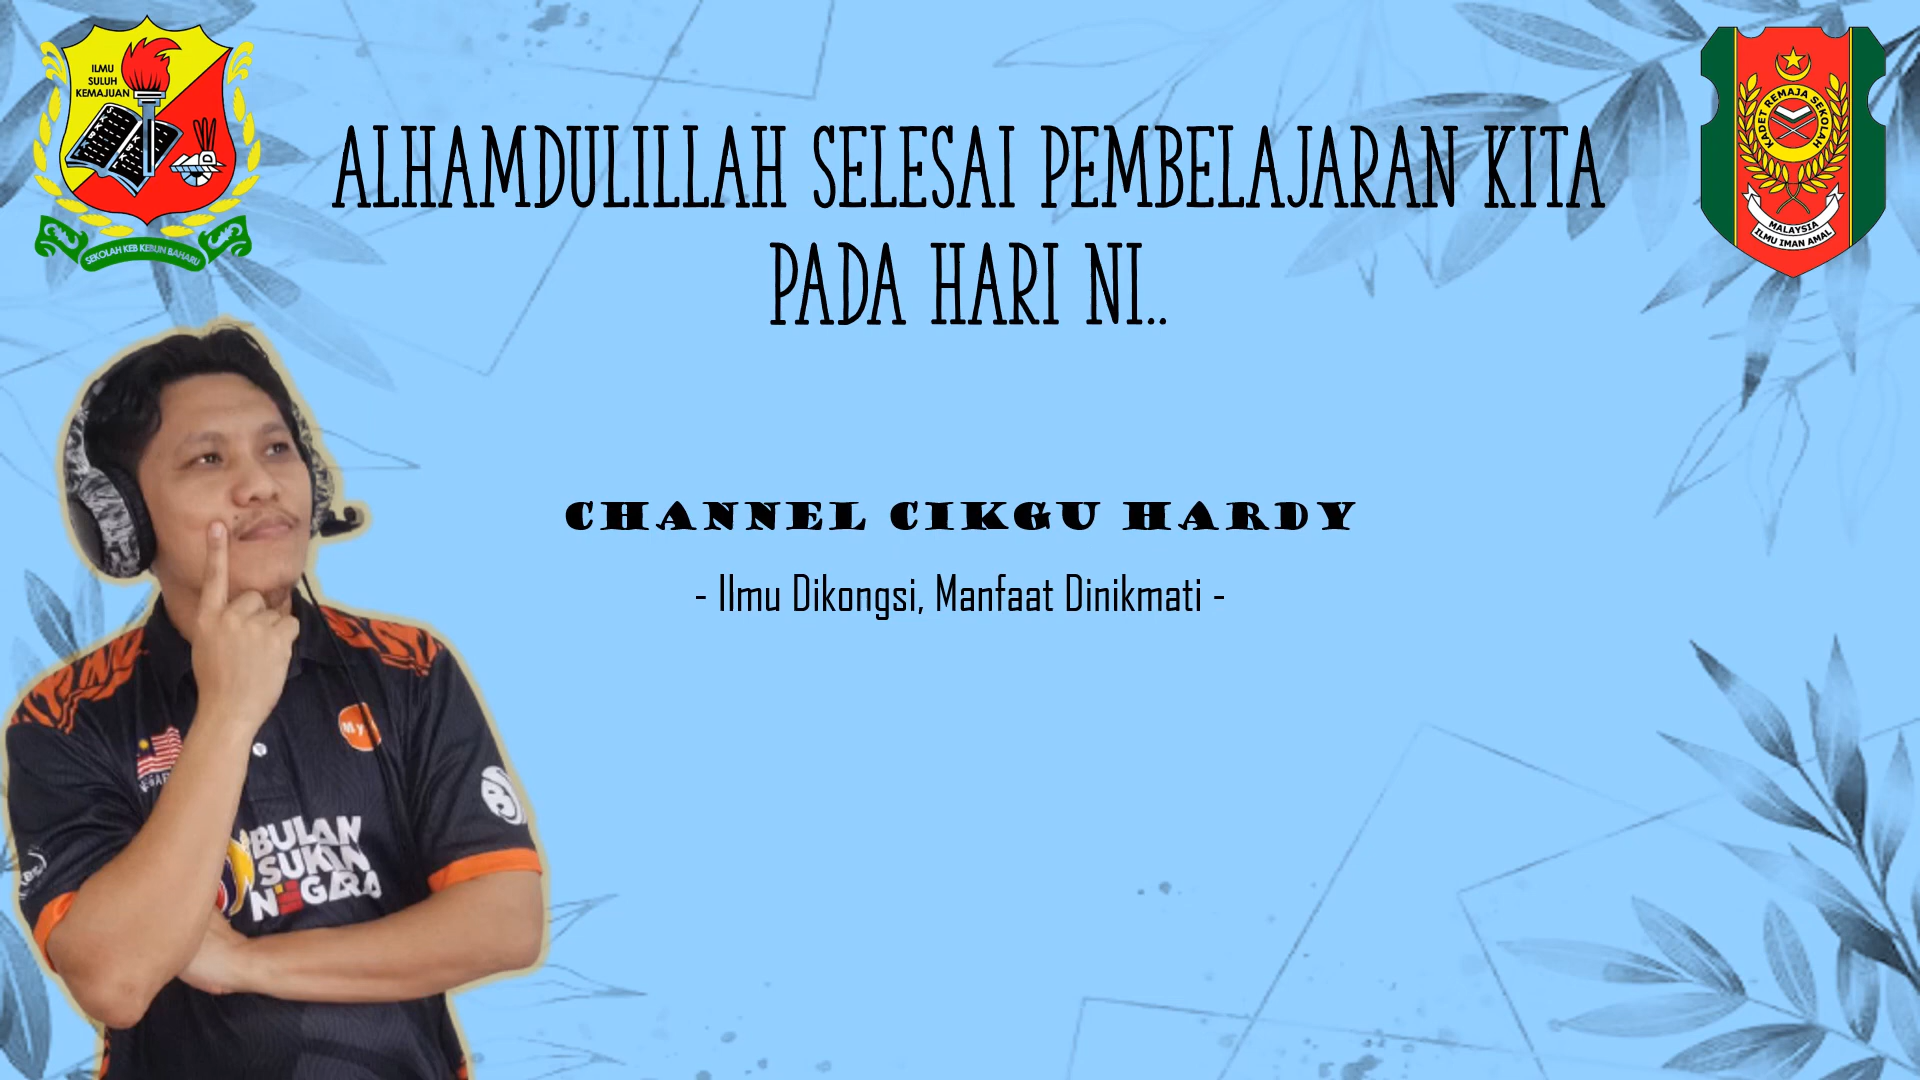 ILMU
SULUH
KEMAJUAN
SEKOLAH KEB KEBUN BAHARU
KADET REMAJA SEKOLAH
MALAYSIA
ILMU IMAN AMAL
ALHAMDULILLAH SELESAI PEMBELAJARAN KITA
PADA HARI NI..
CHANNEL CIKGU HARDY
- Ilmu Dikongsi, Manfaat Dinikmati -
BULAN
SUKAN
NEGARA